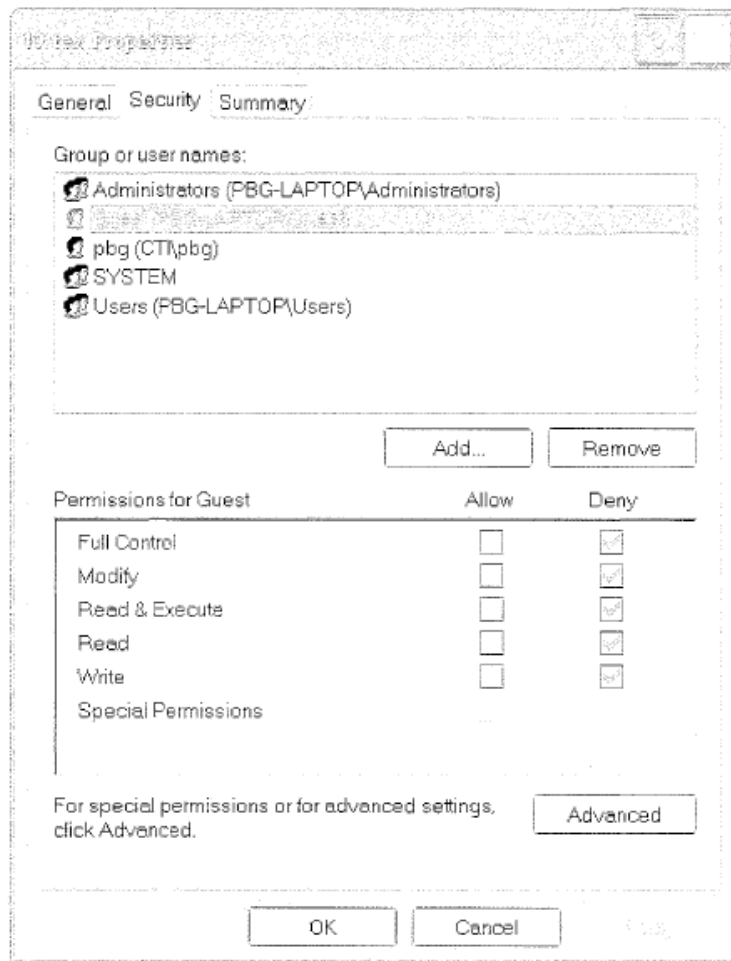 Properties
General Security Summary
Group or user names:
Administrators (PBG-LAPTOP\Administrators)
pbg (CTI\pbg)
SYSTEM
Users (PBG-LAPTOP\Users)
Add... Remove
Permissions for Guest Allow Deny
Full Control
Modify
Read & Execute
Read
Write
Special Permissions
For special permissions or for advanced settings,
click Advanced.
Advanced
OK Cancel